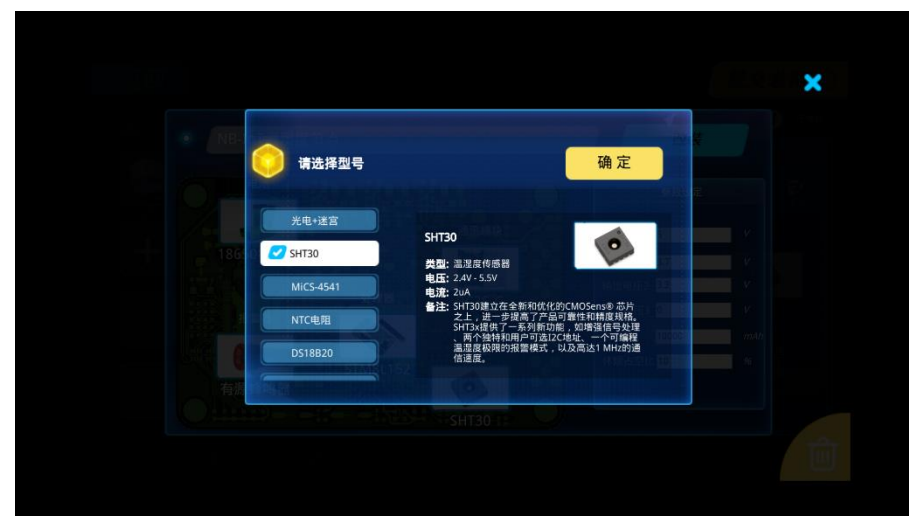 请选择型号
确定
光电+迷宫
SHT30
MiCS-4541
NTC电阻
DS18B20
SHT30
类型: 温湿度传感器
电压: 2.4V - 5.5V
电流: 2uA
备注: SHT30建立在全新和优化的CMOSens® 芯片
之上，进一步提高了产品可靠性和精度规格。
SHT3x提供了一系列新功能，如增强信号处理
、两个独特和用户可选I2C地址、一个可编程
温湿度极限的报警模式，以及高达1 MHz的通
信速度。
SHT30